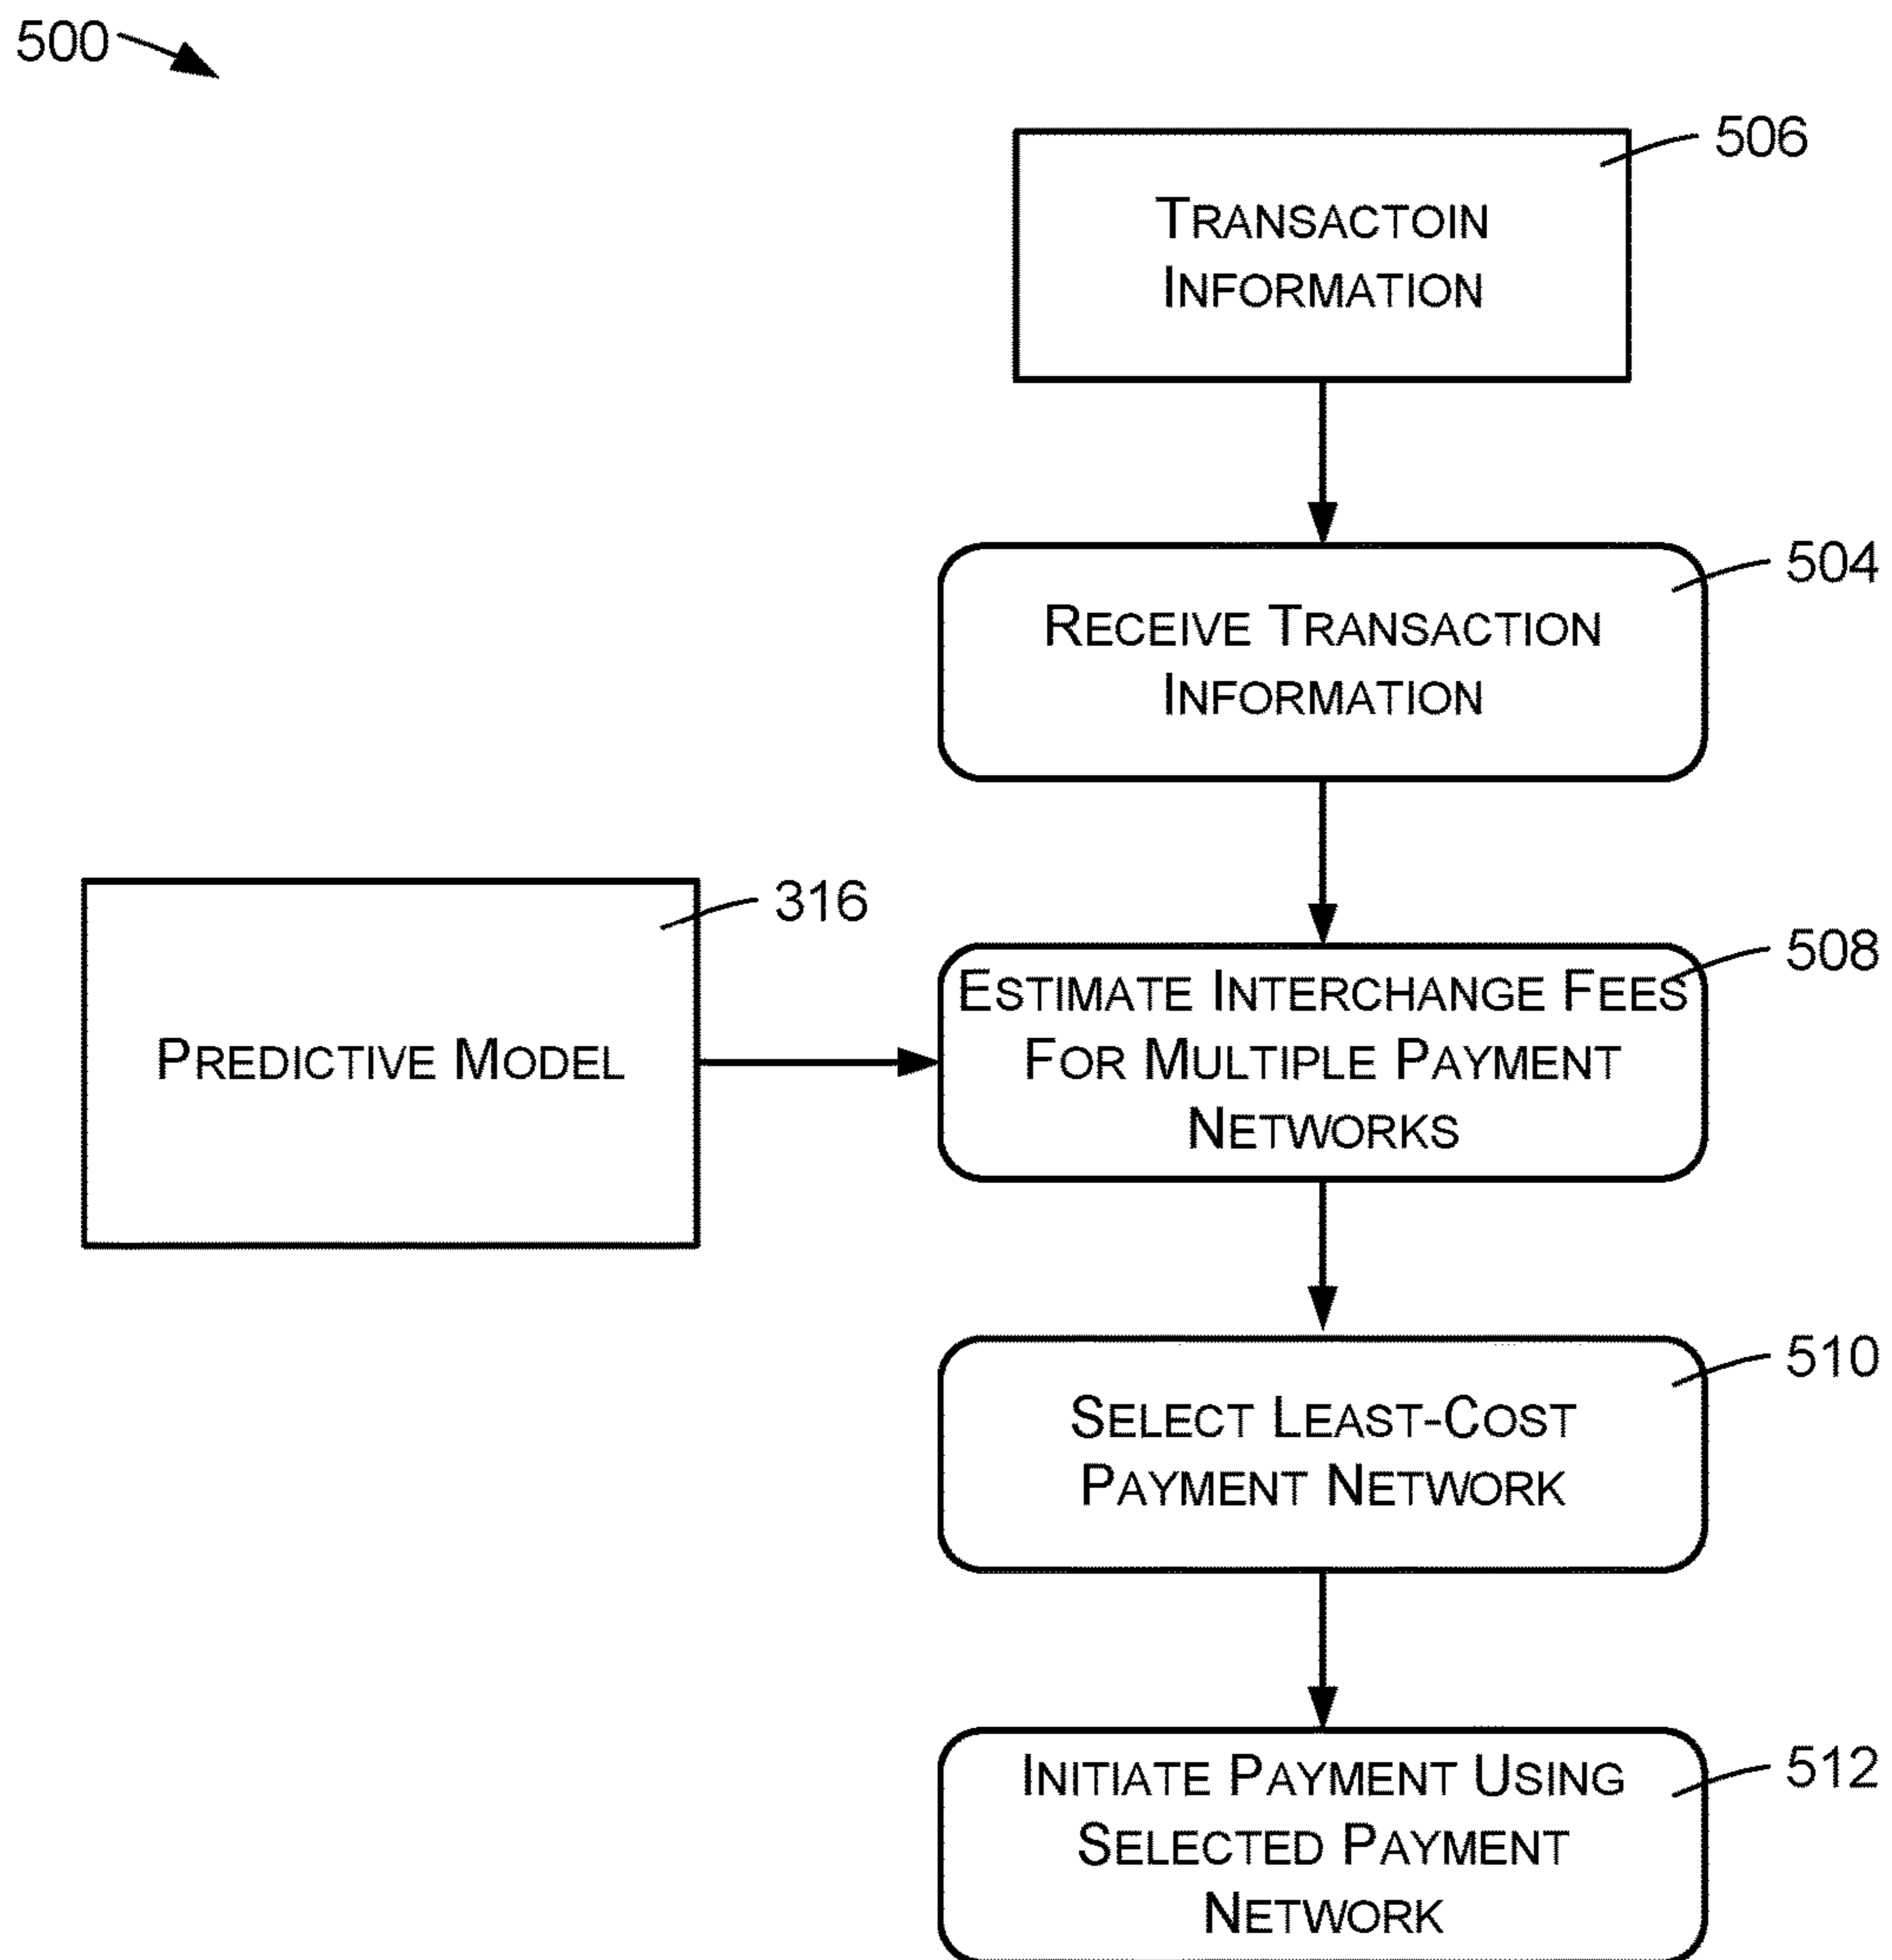 500
506
TRANSACTOIN
INFORMATION
504
RECEIVE TRANSACTION
INFORMATION
316
PREDICTIVE MODEL
508
ESTIMATE INTERCHANGE FEES
FOR MULTIPLE PAYMENT
NETWORKS
510
SELECT LEAST-COST
PAYMENT NETWORK
512
INITIATE PAYMENT USING
SELECTED PAYMENT
NETWORK